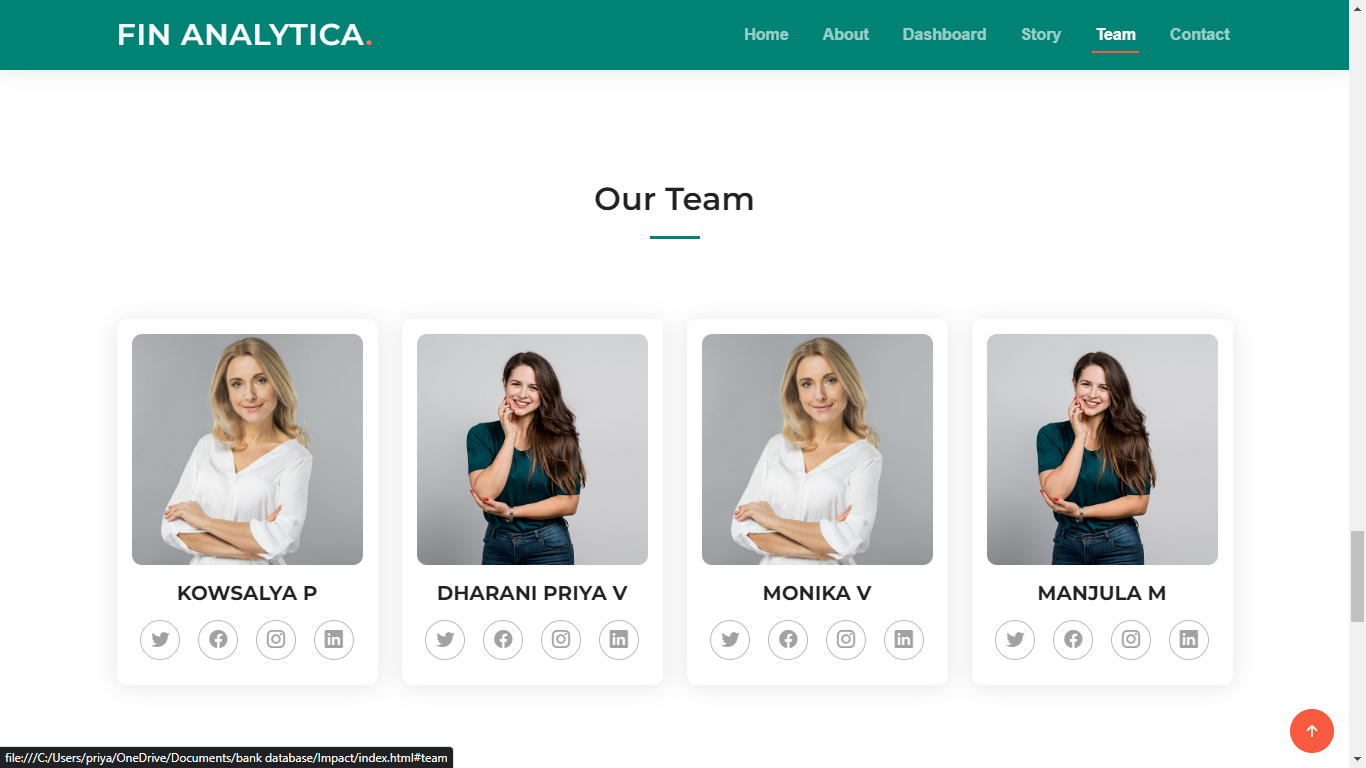 FIN ANALYTICA.
Home About Dashboard Story Team Contact
Our Team
KOWSALYA P
DHARANI PRIYA V
MONIKA V
MANJULA M
file:///C:/Users/priya/OneDrive/Documents/bank database/Impact/index.html#team